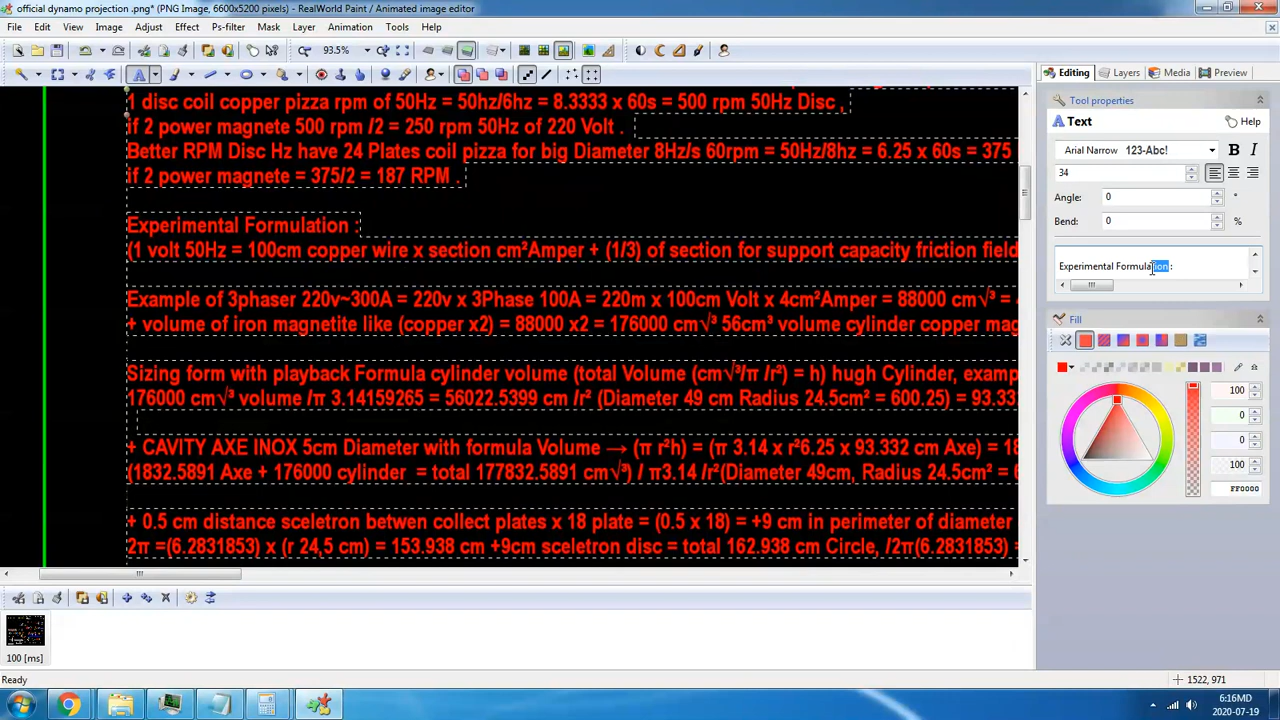 official dynamo projection .png* (PNG Image, 6600x5200 pixels) - RealWorld Paint / Animated image editor
File Edit View Image Adjust Effect Ps-filter Mask Layer Animation Tools Help
93.5%
Editing Layers Media Preview
Tool properties
A Text Help
Arial Narrow 123-Abc!
B I
34
Angle: 0 °
Bend: 0 %
Experimental Formulation :
Fill
100
0
0
100
FF0000
1 disc coil copper pizza rpm of 50Hz = 50hz/6hz = 8.3333 x 60s = 500 rpm 50Hz Disc ,
if 2 power magnete 500 rpm /2 = 250 rpm 50Hz of 220 Volt .
Better RPM Disc Hz have 24 Plates coil pizza for big Diameter 8Hz/s 60rpm = 50Hz/8hz = 6.25 x 60s = 375
if 2 power magnete = 375/2 = 187 RPM .
Experimental Formulation :
(1 volt 50Hz = 100cm copper wire x section cm²Amper + (1/3) of section for support capacity friction field
Example of 3phaser 220v~300A = 220v x 3Phase 100A = 220m x 100cm Volt x 4cm²Amper = 88000 cm√³ =
+ volume of iron magnetite like (copper x2) = 88000 x2 = 176000 cm√³ 56cm³ volume cylinder copper mag
Sizing form with playback Formula cylinder volume (total Volume (cm√³/π /r²) = h) hugh Cylinder, examp
176000 cm√³ volume /π 3.14159265 = 56022.5399 cm /r² (Diameter 49 cm Radius 24.5cm² = 600.25) = 93.33
+ CAVITY AXE INOX 5cm Diameter with formula Volume → (π r²h) = (π 3.14 x r²6.25 x 93.332 cm Axe) = 18
(1832.5891 Axe + 176000 cylinder = total 177832.5891 cm√³) / π3.14 /r²(Diameter 49cm, Radius 24.5cm² = 6
+ 0.5 cm distance sceletron betwen collect plates x 18 plate = (0.5 x 18) = +9 cm in perimeter of diameter
2π =(6.2831853) x (r 24,5 cm) = 153.938 cm +9cm sceletron disc = total 162.938 cm Circle, /2π(6.2831853) =
100 [ms]
Ready
1522, 971
6:16MD
2020-07-19